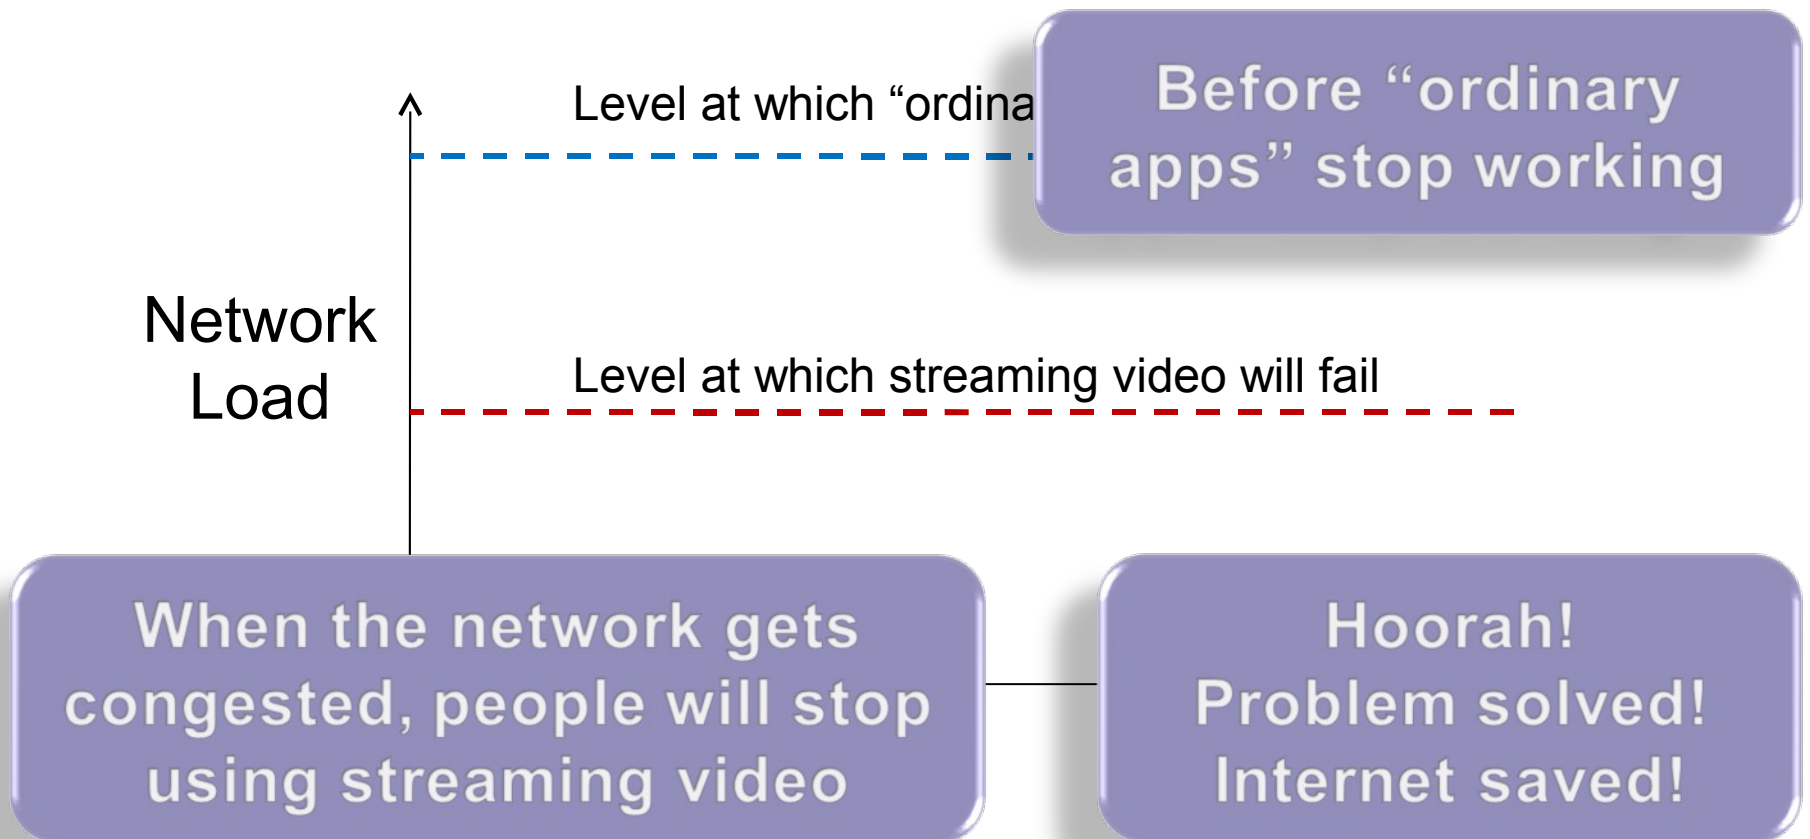 Level at which “ordina
Before “ordinary
apps” stop working
Network
Load
Level at which streaming video will fail
When the network gets
congested, people will stop
using streaming video
Hoorah!
Problem solved!
Internet saved!